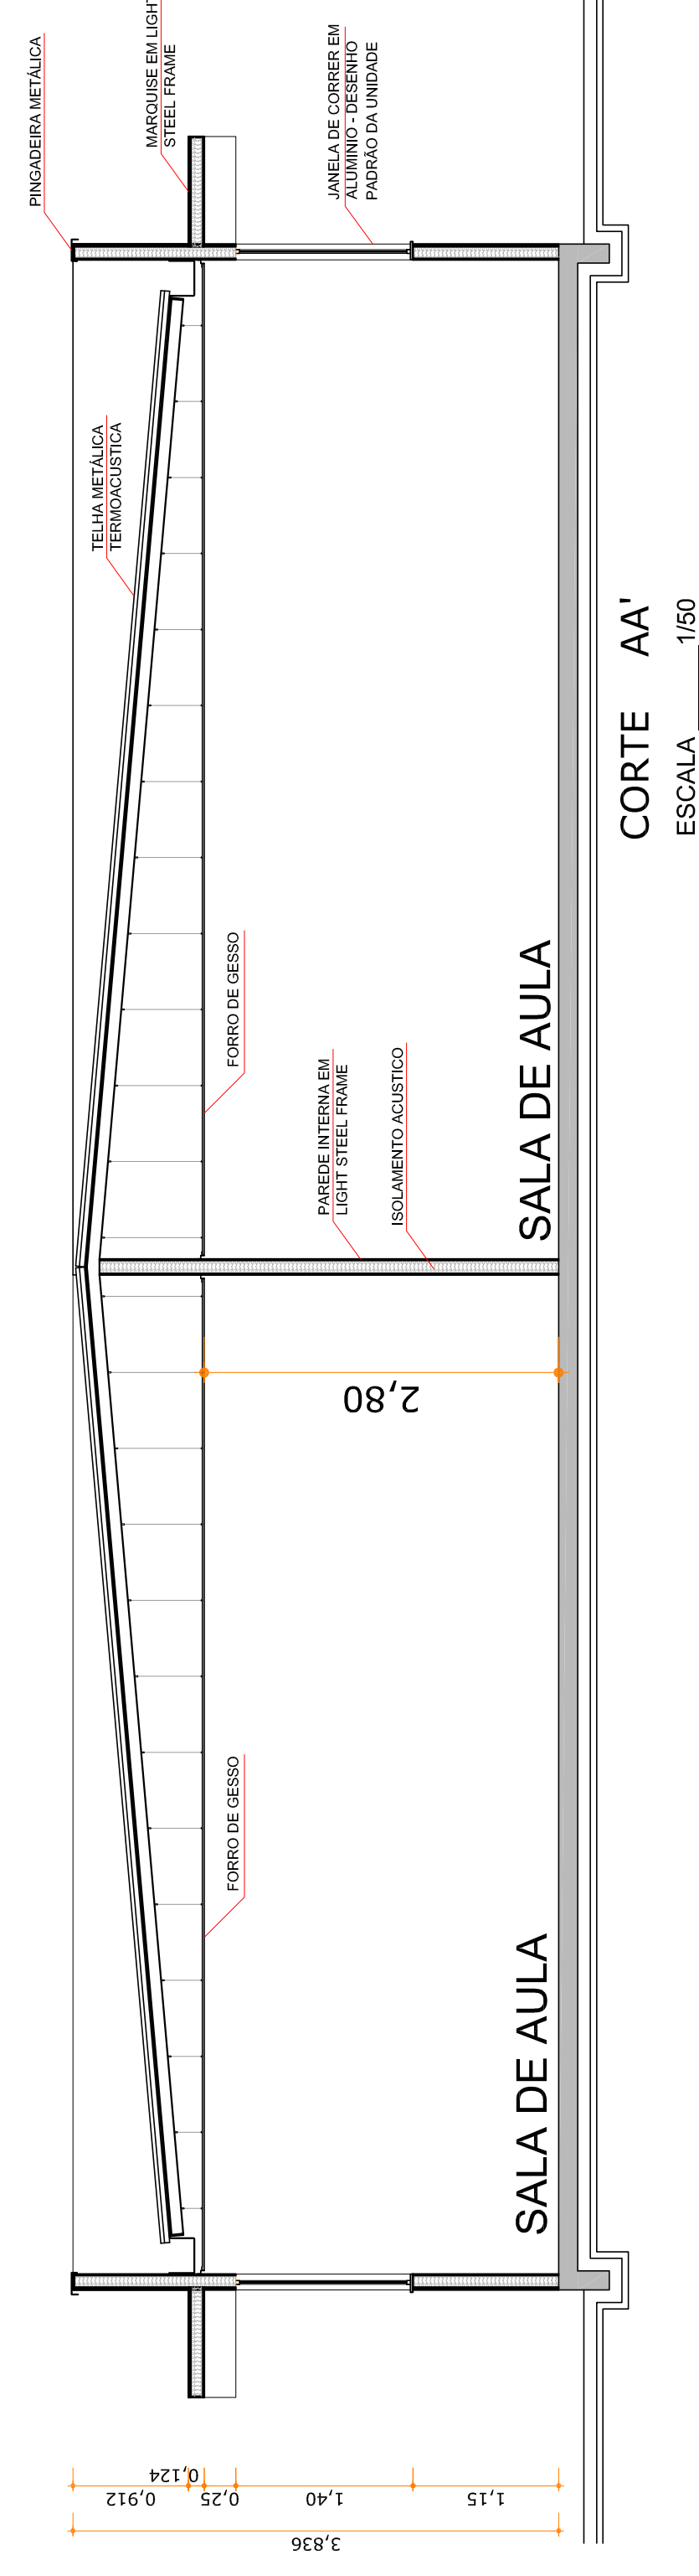 PINGADEIRA METÁLICA
MARQUISE EM LIGHT
STEEL FRAME
JANELA DE CORRER EM
ALUMINIO - DESENHO
PADRÃO DA UNIDADE
TELHA METÁLICA
TERMOACUSTICA
FORRO DE GESSO
PAREDE INTERNA EM
LIGHT STEEL FRAME
ISOLAMENTO ACUSTICO
SALA DE AULA
2,80
FORRO DE GESSO
SALA DE AULA
0,912
0,124
0,25
1,40
1,15
3,836
CORTE AA'
ESCALA 1/50